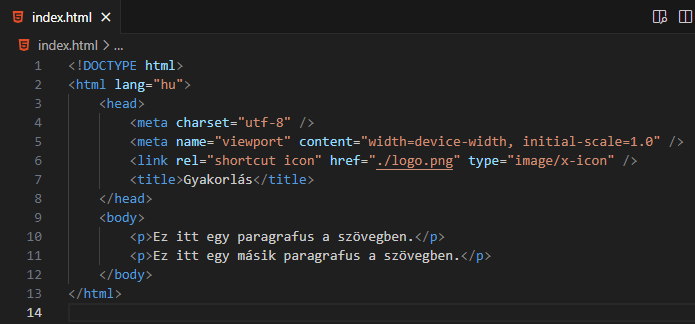 index.html
index.html > ...
1 <!DOCTYPE html>
2 <html lang="hu">
3 <head>
4 <meta charset="utf-8" />
5 <meta name="viewport" content="width=device-width, initial-scale=1.0" />
6 <link rel="shortcut icon" href="./logo.png" type="image/x-icon" />
7 <title>Gyakorlás</title>
8 </head>
9 <body>
10 <p>Ez itt egy paragrafus a szövegben.</p>
11 <p>Ez itt egy másik paragrafus a szövegben.</p>
12 </body>
13 </html>
14